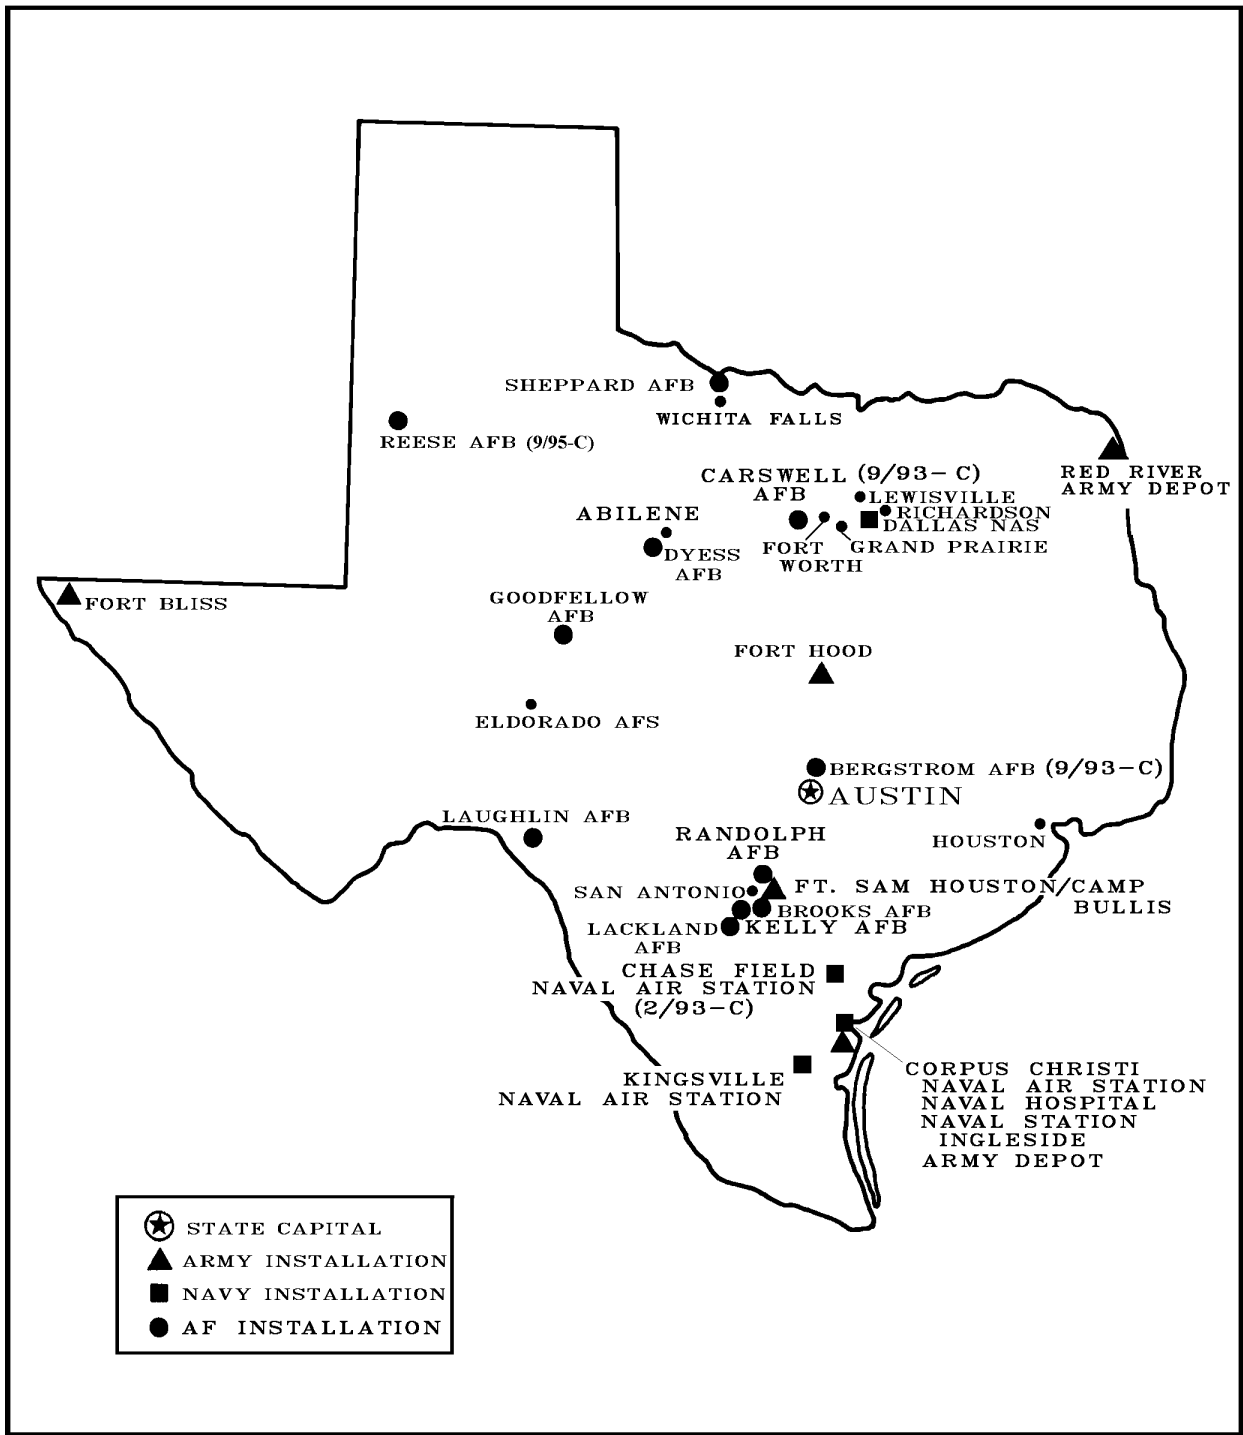 SHEPPARD AFB
WICHITA FALLS
REESE AFB (9/95-C)
CARSWELL (9/93-C)
AFB
RED RIVER
ARMY DEPOT
LEWISVILLE
RICHARDSON
DALLAS NAS
ABILENE
DYESS
AFB
FORT
WORTH
GRAND PRAIRIE
FORT BLISS
GOODFELLOW
AFB
FORT HOOD
ELDORADO AFS
BERGSTROM AFB (9/93-C)
AUSTIN
LAUGHLIN AFB
RANDOLPH
AFB
HOUSTON
SAN ANTONIO
FT. SAM HOUSTON/CAMP
BULLIS
BROOKS AFB
LACKLAND
AFB
KELLY AFB
CHASE FIELD
NAVAL AIR STATION
(2/93-C)
KINGSVILLE
NAVAL AIR STATION
CORPUS CHRISTI
NAVAL AIR STATION
NAVAL HOSPITAL
NAVAL STATION
INGLESIDE
ARMY DEPOT
STATE CAPITAL
ARMY INSTALLATION
NAVY INSTALLATION
AF INSTALLATION